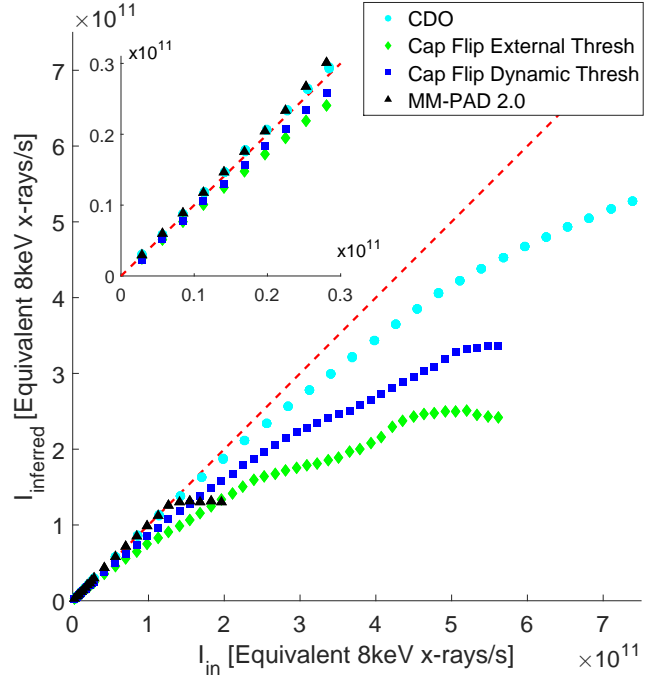 ×10^11
CDO
Cap Flip External Thresh
Cap Flip Dynamic Thresh
MM-PAD 2.0
x10^11
0.3
0.2
0.1
0
0 0.1 0.2 0.3
x10^11
7
6
5
4
3
2
1
0
I_inferred [Equivalent 8keV x-rays/s]
0 1 2 3 4 5 6 7
I_in [Equivalent 8keV x-rays/s]
×10^11